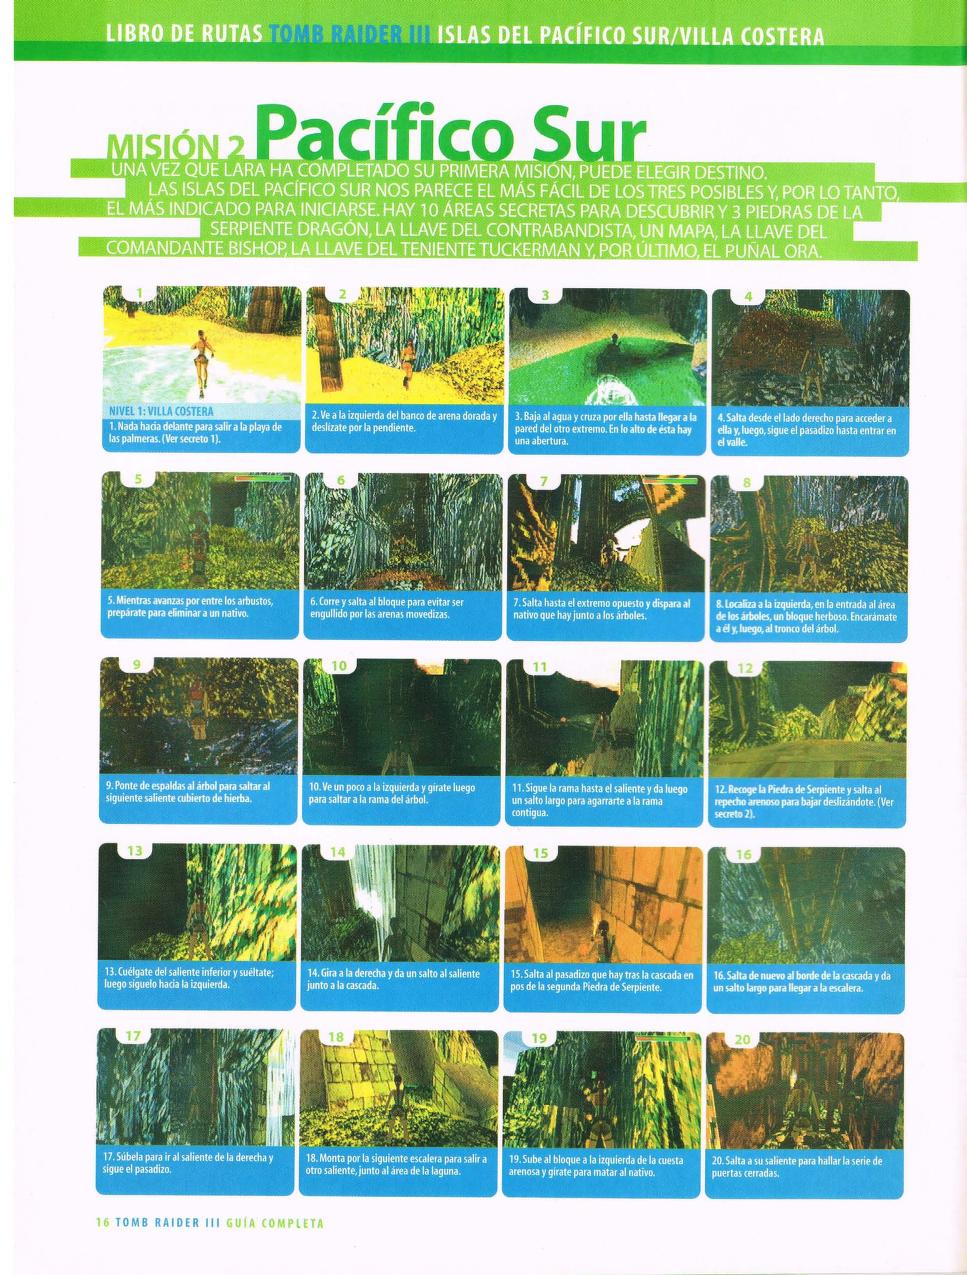 LIBRO DE RUTAS TOMB RAIDER III ISLAS DEL PACÍFICO SUR/VILLA COSTERA
MISIÓN 2 Pacífico Sur
UNA VEZ QUE LARA HA COMPLETADO SU PRIMERA MISIÓN, PUEDE ELEGIR DESTINO.
LAS ISLAS DEL PACÍFICO SUR NOS PARECE EL MÁS FÁCIL DE LOS TRES POSIBLES Y, POR LO TANTO,
EL MÁS INDICADO PARA INICIARSE. HAY 10 ÁREAS SECRETAS PARA DESCUBRIR Y 3 PIEDRAS DE LA
SERPIENTE DRAGÓN, LA LLAVE DEL CONTRABANDISTA, UN MAPA, LA LLAVE DEL
COMANDANTE BISHOP, LA LLAVE DEL TENIENTE TUCKERMAN Y, POR ÚLTIMO, EL PUÑAL ORA.
1
NIVEL 1: VILLA COSTERA
1. Nada hacia delante para salir a la playa de
las palmeras. (Ver secreto 1).
2
2. Ve a la izquierda del banco de arena dorada y
deslízate por la pendiente.
3
3. Baja al agua y cruza por ella hasta llegar a la
pared del otro extremo. En lo alto de ésta hay
una abertura.
4
4. Salta desde el lado derecho para acceder a
ella y, luego, sigue el pasadizo hasta entrar en
el valle.
5
5. Mientras avanzas por entre los arbustos,
prepárate para eliminar a un nativo.
6
6. Corre y salta al bloque para evitar ser
engullido por las arenas movedizas.
7
7. Salta hasta el extremo opuesto y dispara al
nativo que hay junto a los árboles.
8
8. Localiza a la izquierda, en la entrada al área
de los árboles, un bloque herboso. Encarámate
a él y, luego, al tronco del árbol.
9
9. Ponte de espaldas al árbol para saltar al
siguiente saliente cubierto de hierba.
10
10. Ve un poco a la izquierda y gírate luego
para saltar a la rama del árbol.
11
11. Sigue la rama hasta el saliente y da luego
un salto largo para agarrarte a la rama
contigua.
12
12. Recoge la Piedra de Serpiente y salta al
repecho arenoso para bajar deslizándote. (Ver
secreto 2).
13
13. Cuélgate del saliente inferior y suéltate;
luego síguelo hacia la izquierda.
14
14. Gira a la derecha y da un salto al saliente
junto a la cascada.
15
15. Salta al pasadizo que hay tras la cascada en
pos de la segunda Piedra de Serpiente.
16
16. Salta de nuevo al borde de la cascada y da
un salto largo para llegar a la escalera.
17
17. Súbela para ir al saliente de la derecha y
sigue el pasadizo.
18
18. Monta por la siguiente escalera para salir a
otro saliente, junto al área de la laguna.
19
19. Sube al bloque a la izquierda de la cuesta
arenosa y gírate para matar al nativo.
20
20. Salta a su saliente para hallar la serie de
puertas cerradas.
16 TOMB RAIDER III GUÍA COMPLETA